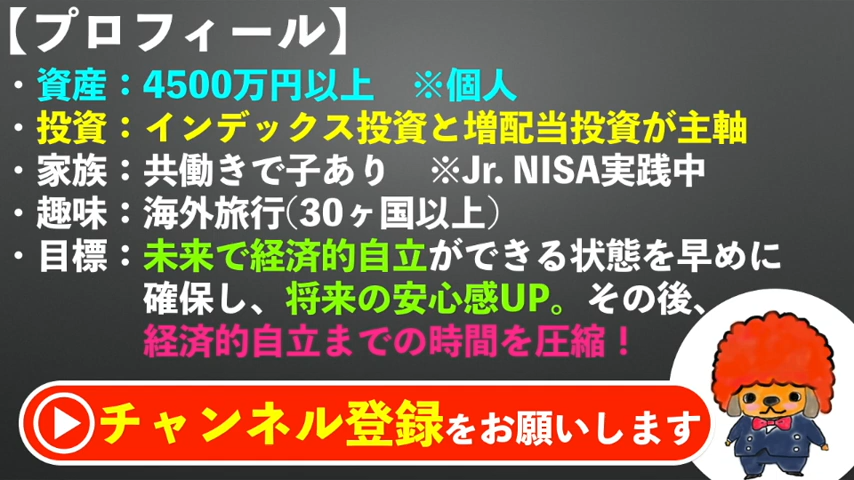 【プロフィール】
・資産：4500万円以上　※個人
・投資：インデックス投資と増配当投資が主軸
・家族：共働きで子あり　※Jr. NISA実践中
・趣味：海外旅行(30ヶ国以上)
・目標：未来で経済的自立ができる状態を早めに
確保し、将来の安心感UP。その後、
経済的自立までの時間を圧縮！
チャンネル登録をお願いします